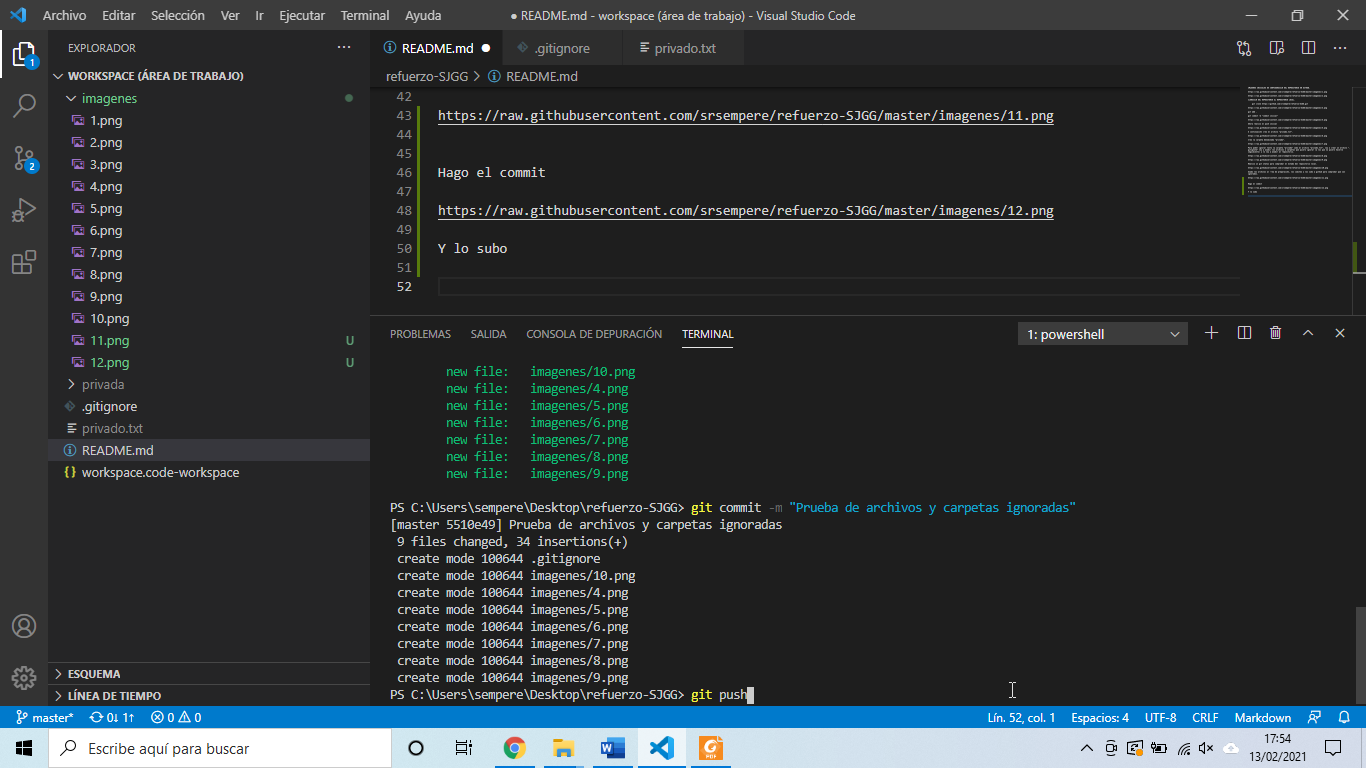 Archivo Editar Selección Ver Ir Ejecutar Terminal Ayuda
● README.md - workspace (área de trabajo) - Visual Studio Code
EXPLORADOR
WORKSPACE (ÁREA DE TRABAJO)
imagenes
1.png
2.png
3.png
4.png
5.png
6.png
7.png
8.png
9.png
10.png
11.png U
12.png U
privada
.gitignore
privado.txt
README.md
workspace.code-workspace
ESQUEMA
LÍNEA DE TIEMPO
1
2
README.md .gitignore privado.txt
refuerzo-SJGG > README.md
42
43 https://raw.githubusercontent.com/srsempere/refuerzo-SJGG/master/imagenes/11.png
44
45
46 Hago el commit
47
48 https://raw.githubusercontent.com/srsempere/refuerzo-SJGG/master/imagenes/12.png
49
50 Y lo subo
51
52
PROBLEMAS SALIDA CONSOLA DE DEPURACIÓN TERMINAL 1: powershell
new file: imagenes/10.png
new file: imagenes/4.png
new file: imagenes/5.png
new file: imagenes/6.png
new file: imagenes/7.png
new file: imagenes/8.png
new file: imagenes/9.png
PS C:\Users\sempere\Desktop\refuerzo-SJGG> git commit -m "Prueba de archivos y carpetas ignoradas"
[master 5510e49] Prueba de archivos y carpetas ignoradas
9 files changed, 34 insertions(+)
create mode 100644 .gitignore
create mode 100644 imagenes/10.png
create mode 100644 imagenes/4.png
create mode 100644 imagenes/5.png
create mode 100644 imagenes/6.png
create mode 100644 imagenes/7.png
create mode 100644 imagenes/8.png
create mode 100644 imagenes/9.png
PS C:\Users\sempere\Desktop\refuerzo-SJGG> git push
master* 0↓ 1↑ 0 0 Lín. 52, col. 1 Espacios: 4 UTF-8 CRLF Markdown
Escribe aquí para buscar
PDF
17:54
13/02/2021